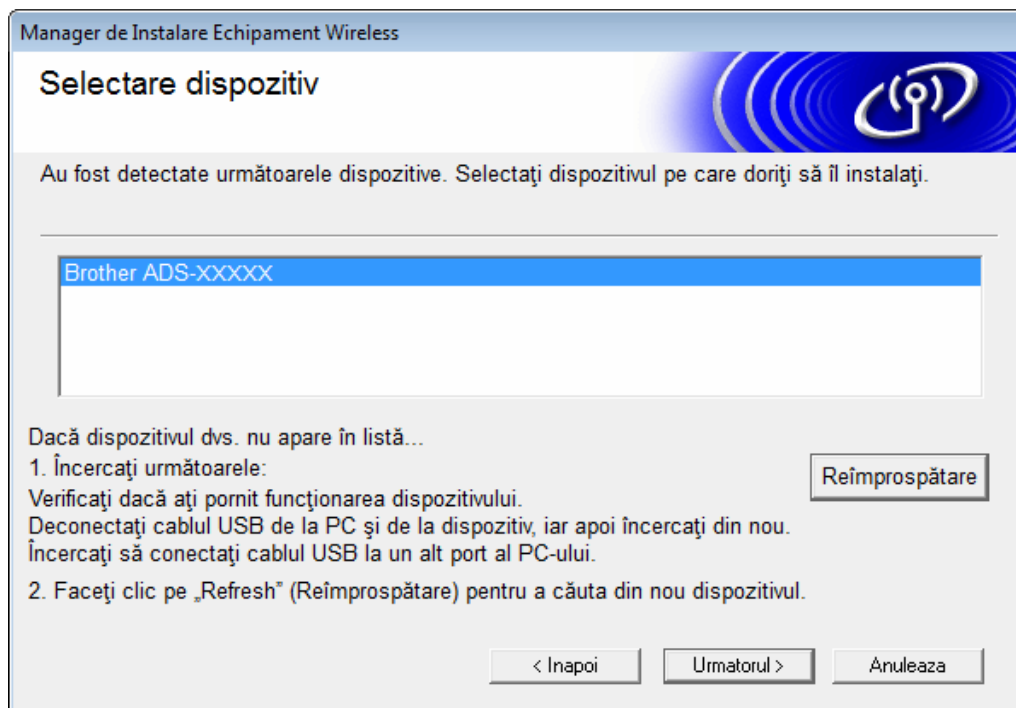 Manager de Instalare Echipament Wireless
Selectare dispozitiv
Au fost detectate următoarele dispozitive. Selectaţi dispozitivul pe care doriţi să îl instalaţi.
Brother ADS-XXXXX
Dacă dispozitivul dvs. nu apare în listă...
1. Încercaţi următoarele:
Reîmprospătare
Verificaţi dacă aţi pornit funcţionarea dispozitivului.
Deconectaţi cablul USB de la PC şi de la dispozitiv, iar apoi încercaţi din nou.
Încercaţi să conectaţi cablul USB la un alt port al PC-ului.
2. Faceţi clic pe „Refresh” (Reîmprospătare) pentru a căuta din nou dispozitivul.
< Inapoi
Urmatorul >
Anuleaza